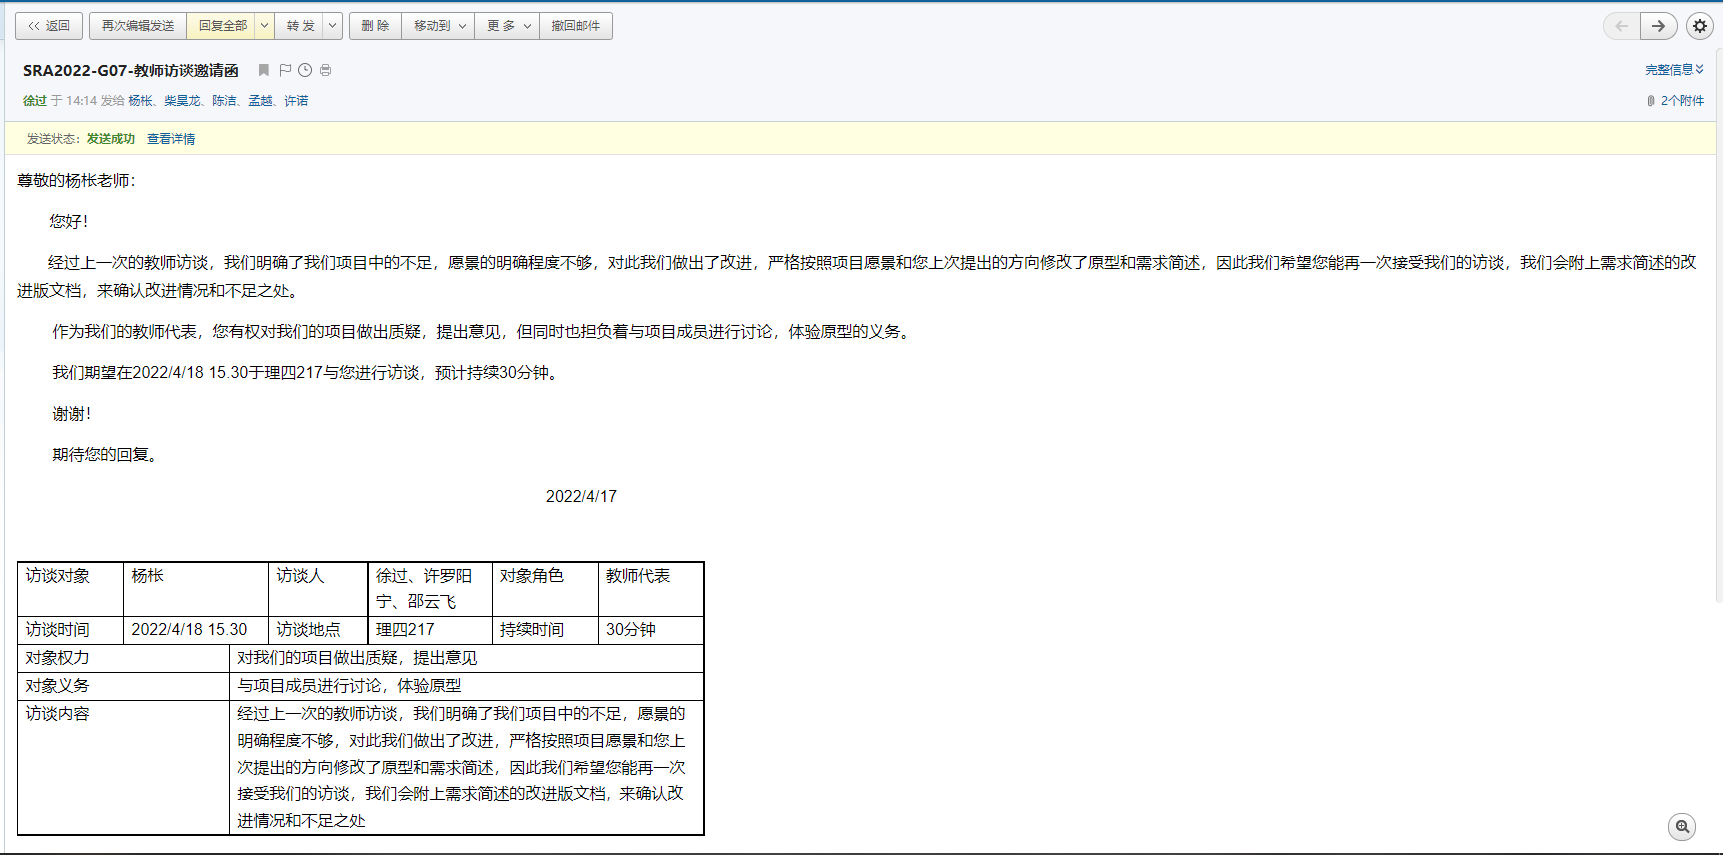 返回 再次编辑发送 回复全部 转 发 删 除 移动到 更 多 撤回邮件
SRA2022-G07-教师访谈邀请函
完整信息
徐过 于 14:14 发给 杨枨、柴昊龙、陈洁、孟越、许诺
2个附件
发送状态：发送成功 查看详情
尊敬的杨枨老师：
您好！
经过上一次的教师访谈，我们明确了我们项目中的不足，愿景的明确程度不够，对此我们做出了改进，严格按照项目愿景和您上次提出的方向修改了原型和需求简述，因此我们希望您能再一次接受我们的访谈，我们会附上需求简述的改
进版文档，来确认改进情况和不足之处。
作为我们的教师代表，您有权对我们的项目做出质疑，提出意见，但同时也担负着与项目成员进行讨论，体验原型的义务。
我们期望在2022/4/18 15.30于理四217与您进行访谈，预计持续30分钟。
谢谢！
期待您的回复。
2022/4/17
访谈对象 杨枨 访谈人 徐过、许罗阳 对象角色 教师代表
宁、邵云飞
访谈时间 2022/4/18 15.30 访谈地点 理四217 持续时间 30分钟
对象权力 对我们的项目做出质疑，提出意见
对象义务 与项目成员进行讨论，体验原型
访谈内容 经过上一次的教师访谈，我们明确了我们项目中的不足，愿景的
明确程度不够，对此我们做出了改进，严格按照项目愿景和您上
次提出的方向修改了原型和需求简述，因此我们希望您能再一次
接受我们的访谈，我们会附上需求简述的改进版文档，来确认改
进情况和不足之处